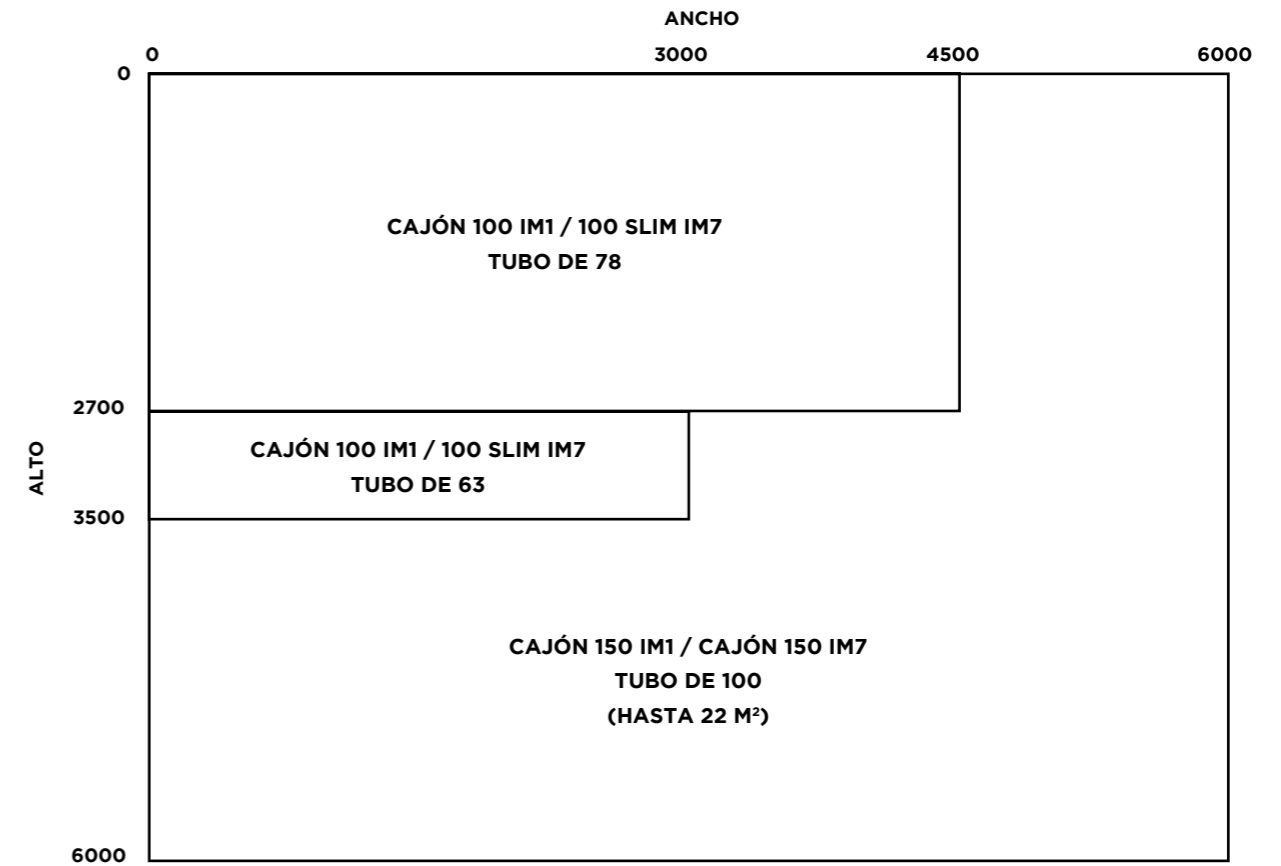 ANCHO
0 3000 4500 6000
0
CAJÓN 100 IM1 / 100 SLIM IM7
TUBO DE 78
2700
CAJÓN 100 IM1 / 100 SLIM IM7
TUBO DE 63
ALTO
3500
CAJÓN 150 IM1 / CAJÓN 150 IM7
TUBO DE 100
(HASTA 22 M²)
6000